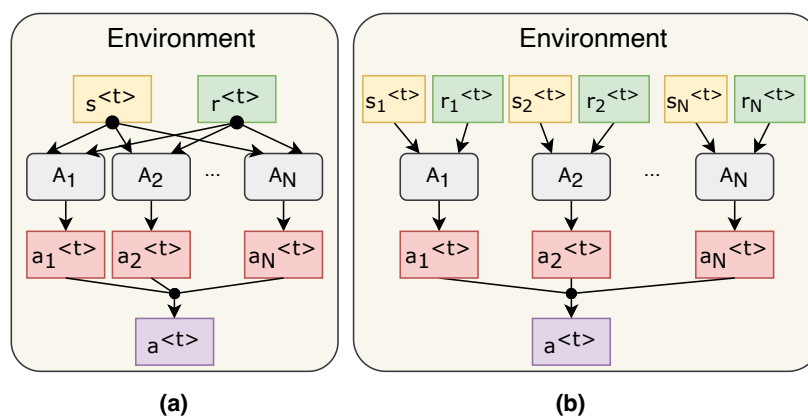 Environment
s<t> r<t>
A1 A2 ... AN
a1<t> a2<t> aN<t>
a<t>
(a)
Environment
s1<t> r1<t> s2<t> r2<t> sN<t> rN<t>
A1 A2 ... AN
a1<t> a2<t> aN<t>
a<t>
(b)